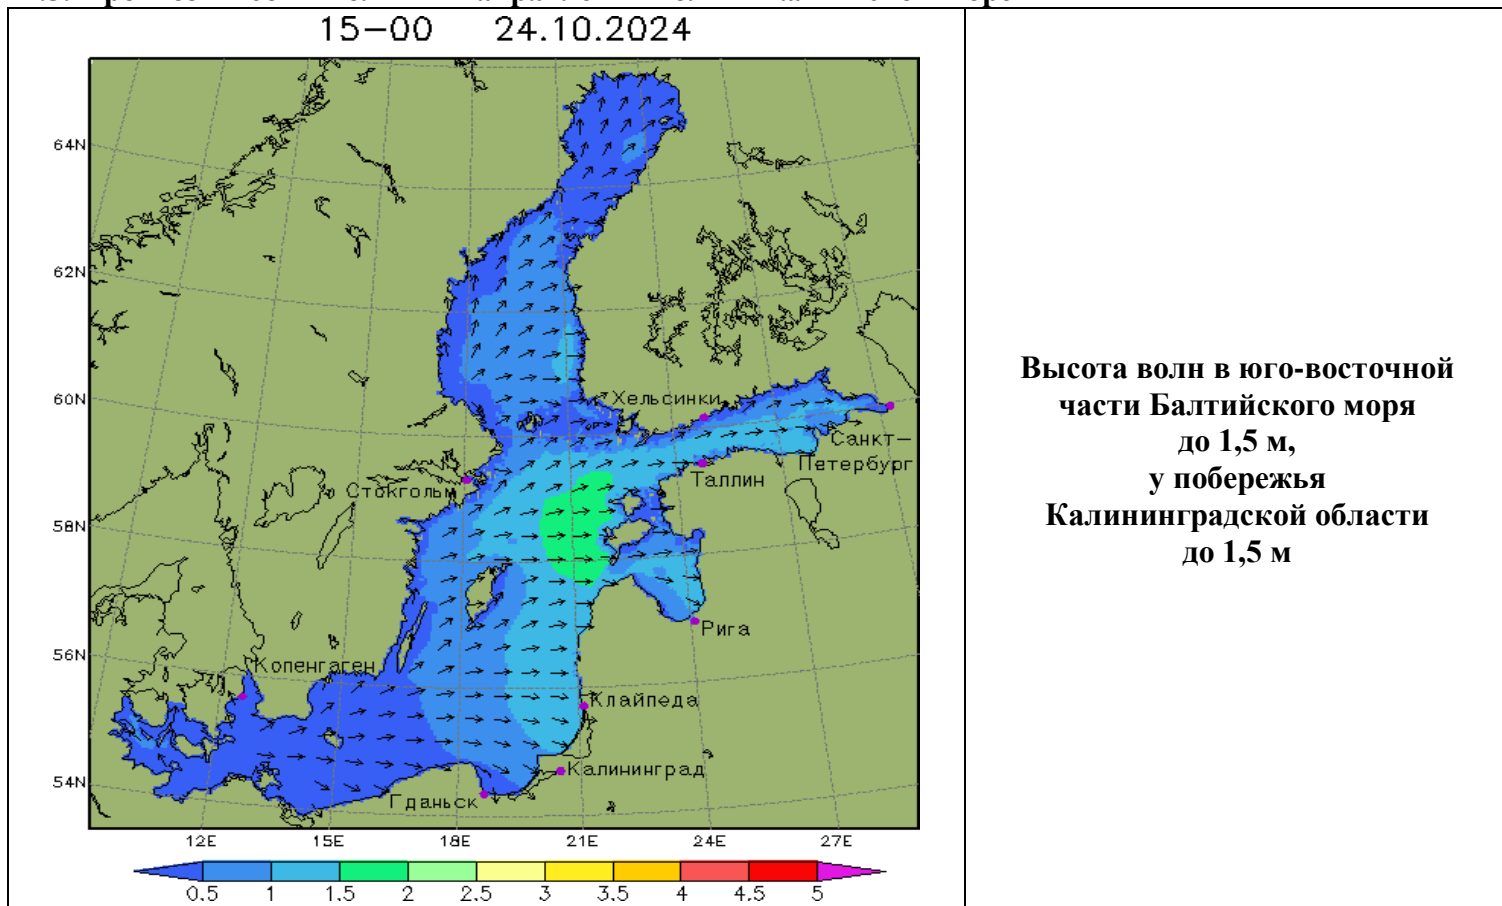 15-00 24.10.2024
64N
62N
60N
58N
56N
54N
Хельсинки
Санкт-
Петербург
Таллин
Стокгольм
Рига
Копенгаген
Клайпеда
Калининград
Гданьск
12E 15E 18E 21E 24E 27E
0.5 1 1.5 2 2.5 3 3.5 4 4.5 5
Высота волн в юго-восточной
части Балтийского моря
до 1,5 м,
у побережья
Калининградской области
до 1,5 м